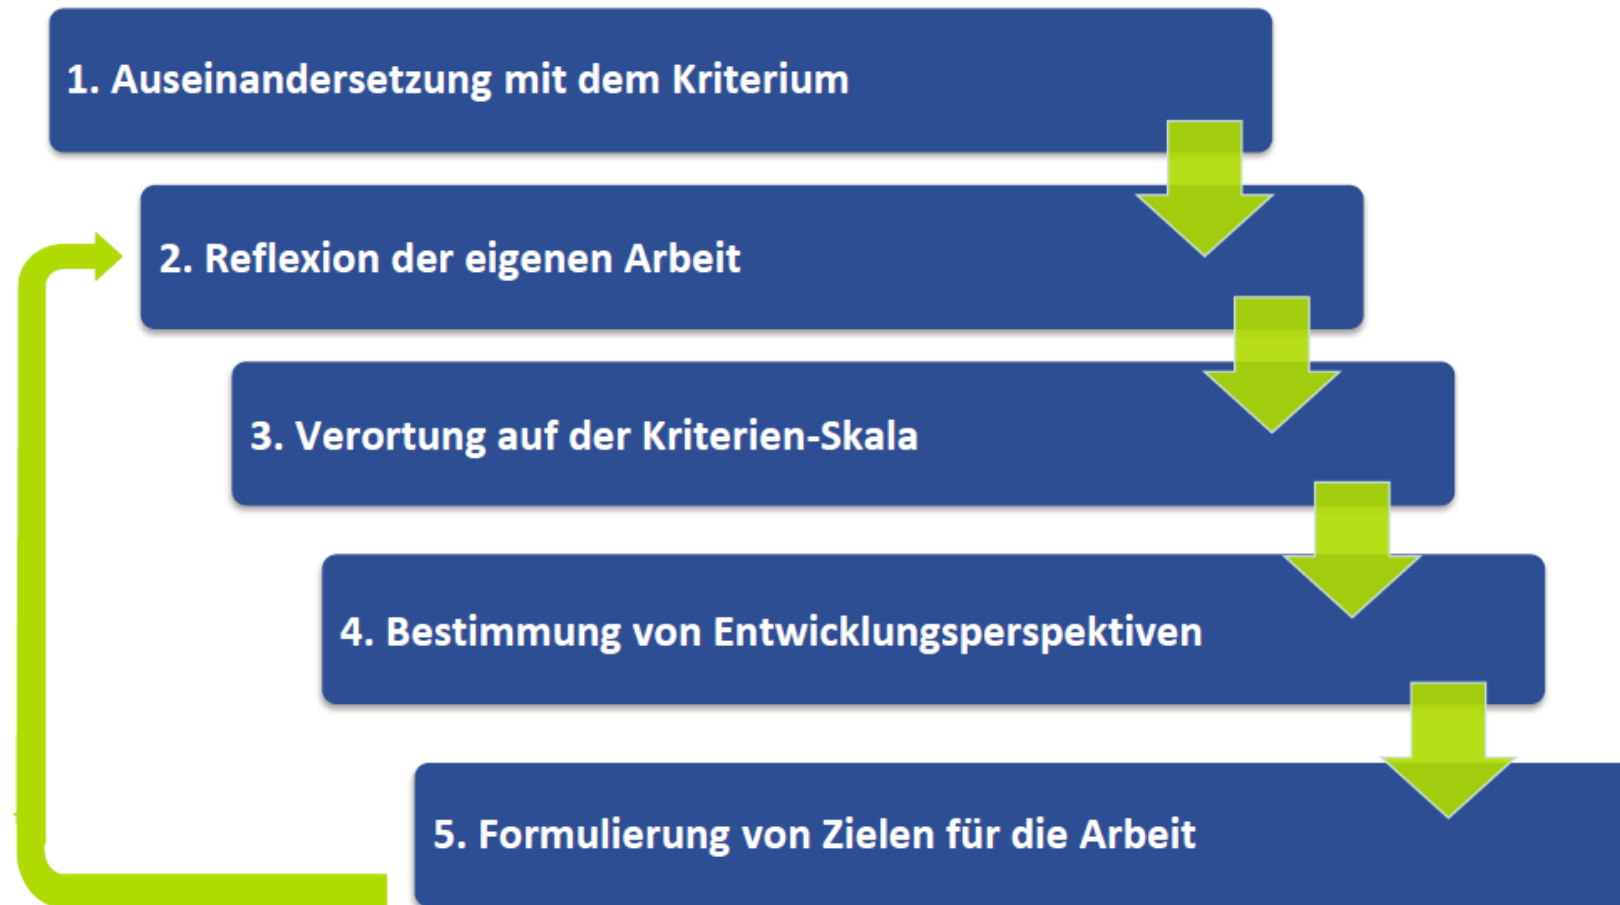 1. Auseinandersetzung mit dem Kriterium
2. Reflexion der eigenen Arbeit
3. Verortung auf der Kriterien-Skala
4. Bestimmung von Entwicklungsperspektiven
5. Formulierung von Zielen für die Arbeit